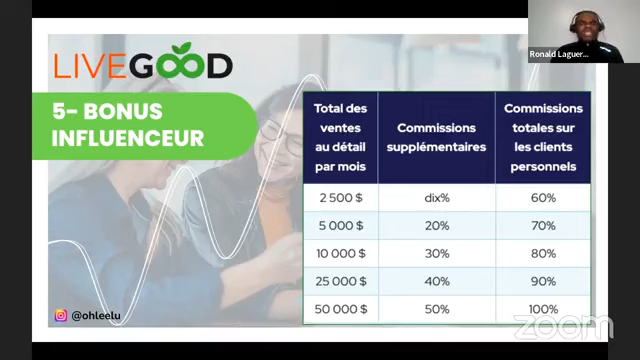 LIVEGOOD
5- BONUS
INFLUENCEUR
Total des
ventes
au détail
par mois
Commissions
supplémentaires
Commissions
totales sur
les clients
personnels
2 500 $ dix% 60%
5 000 $ 20% 70%
10 000 $ 30% 80%
25 000 $ 40% 90%
50 000 $ 50% 100%
@ohleelu
Ronald Laguer...
zoom